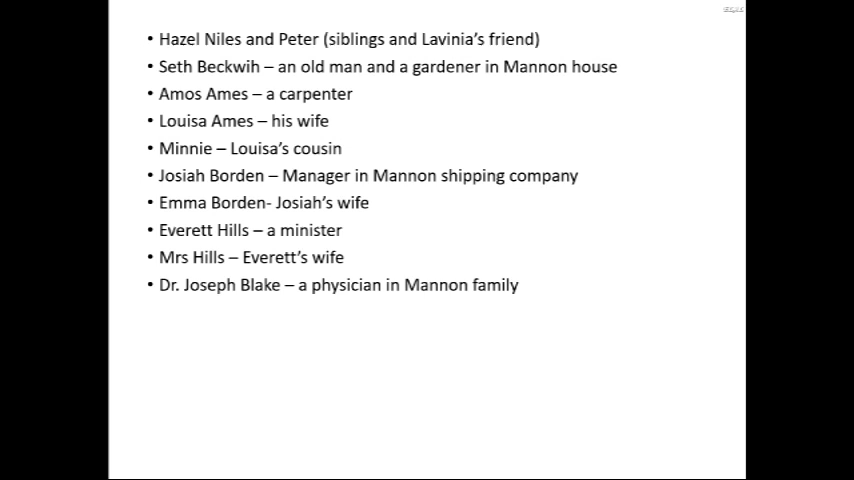 • Hazel Niles and Peter (siblings and Lavinia's friend)
• Seth Beckwih – an old man and a gardener in Mannon house
• Amos Ames – a carpenter
• Louisa Ames – his wife
• Minnie – Louisa's cousin
• Josiah Borden – Manager in Mannon shipping company
• Emma Borden- Josiah's wife
• Everett Hills – a minister
• Mrs Hills – Everett's wife
• Dr. Joseph Blake – a physician in Mannon family